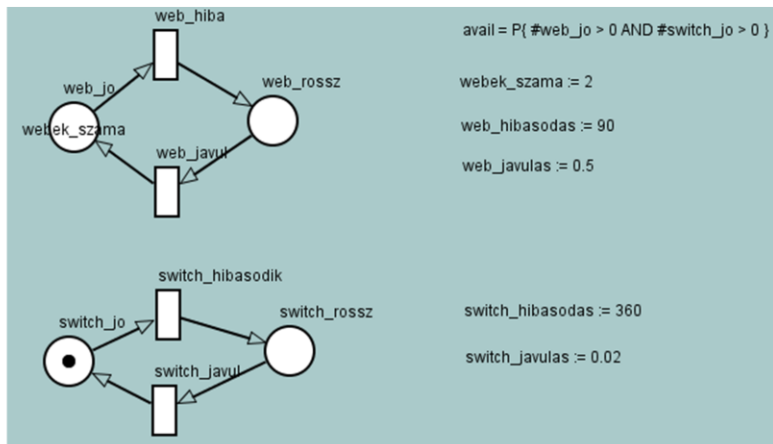 web_hiba
avail = P{ #web_jo > 0 AND #switch_jo > 0 }
web_jo
web_rossz
webek_szama := 2
webek_szama
web_hibasodas := 90
web_javul
web_javulas := 0.5
switch_hibasodik
switch_jo
switch_rossz
switch_hibasodas := 360
switch_javul
switch_javulas := 0.02